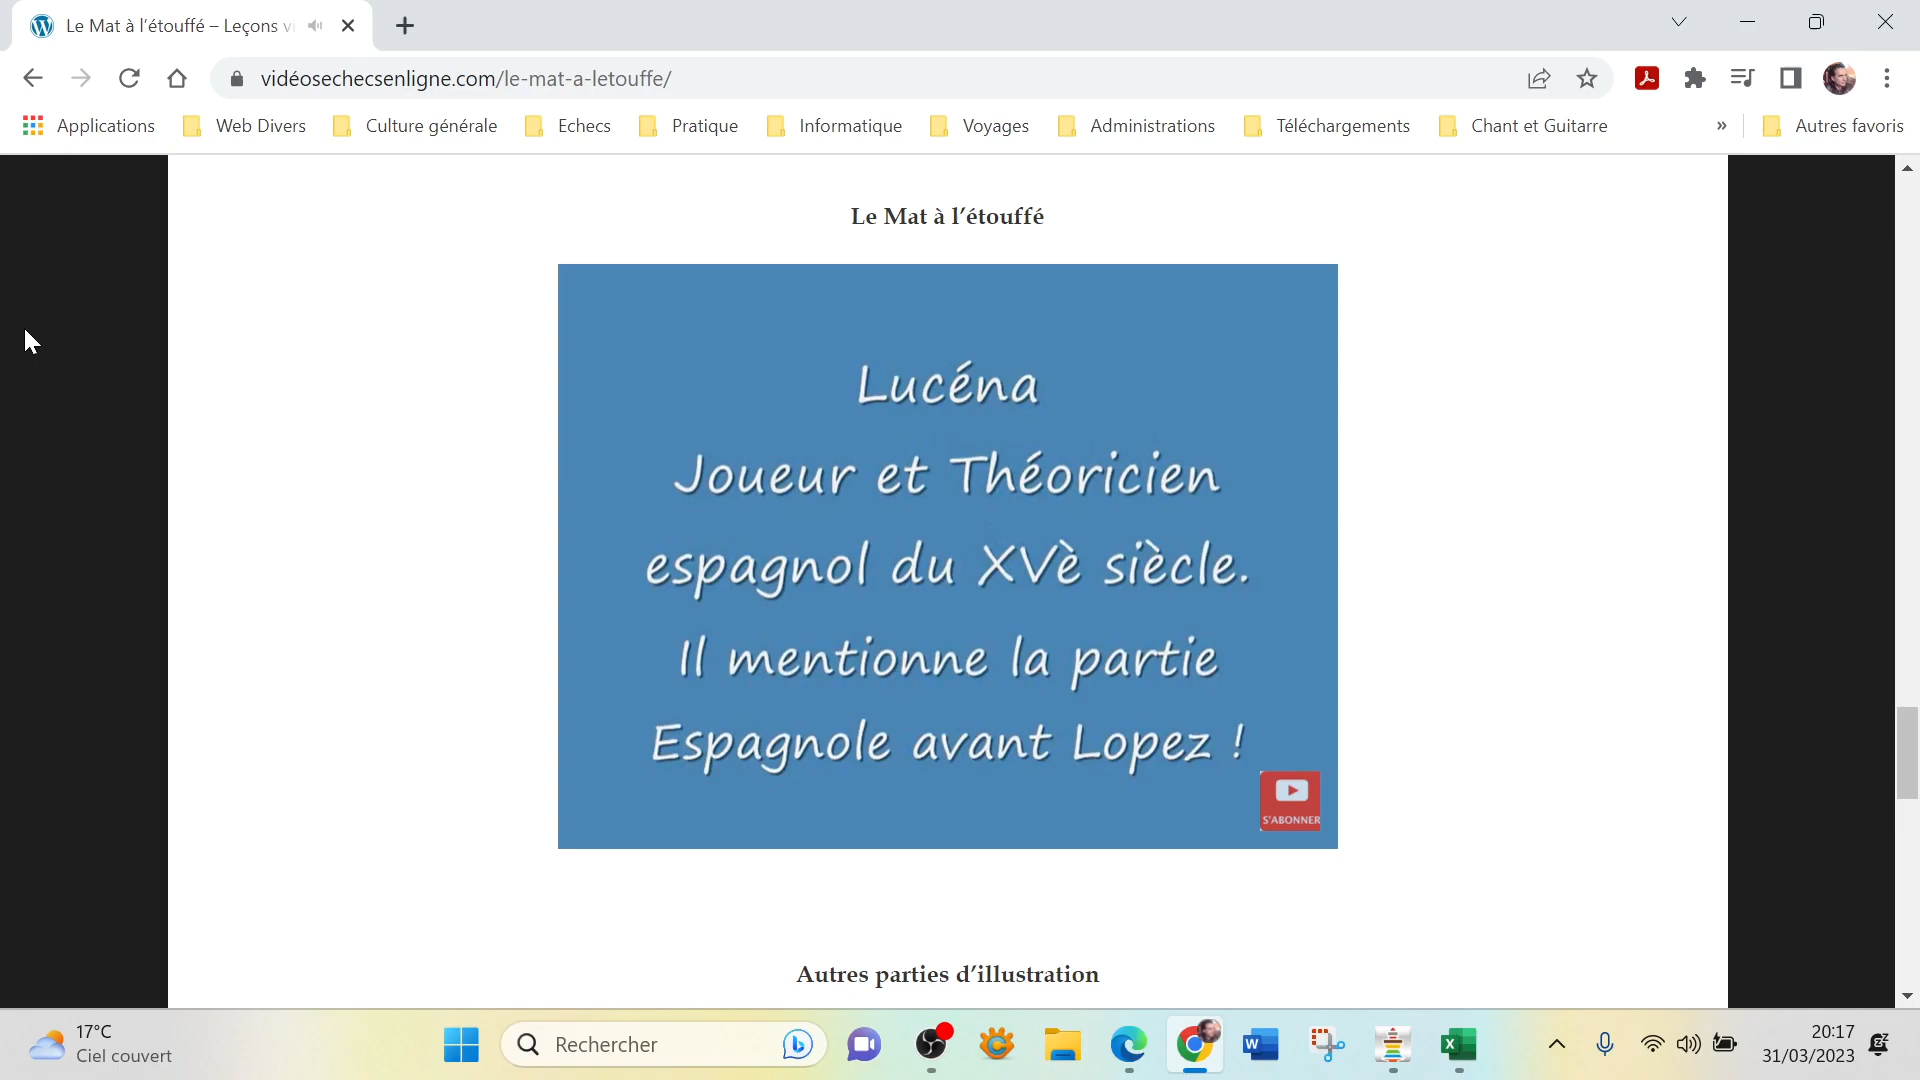 Le Mat à l'étouffé – Leçons vi
vidéosechecsenligne.com/le-mat-a-letouffe/
Applications Web Divers Culture générale Echecs Pratique Informatique Voyages Administrations Téléchargements Chant et Guitarre » Autres favoris
Le Mat à l’étouffé
Lucéna
Joueur et Théoricien
espagnol du XVè siècle.
Il mentionne la partie
Espagnole avant Lopez !
S'ABONNER
Autres parties d’illustration
17°C
Ciel couvert
Rechercher
20:17
31/03/2023